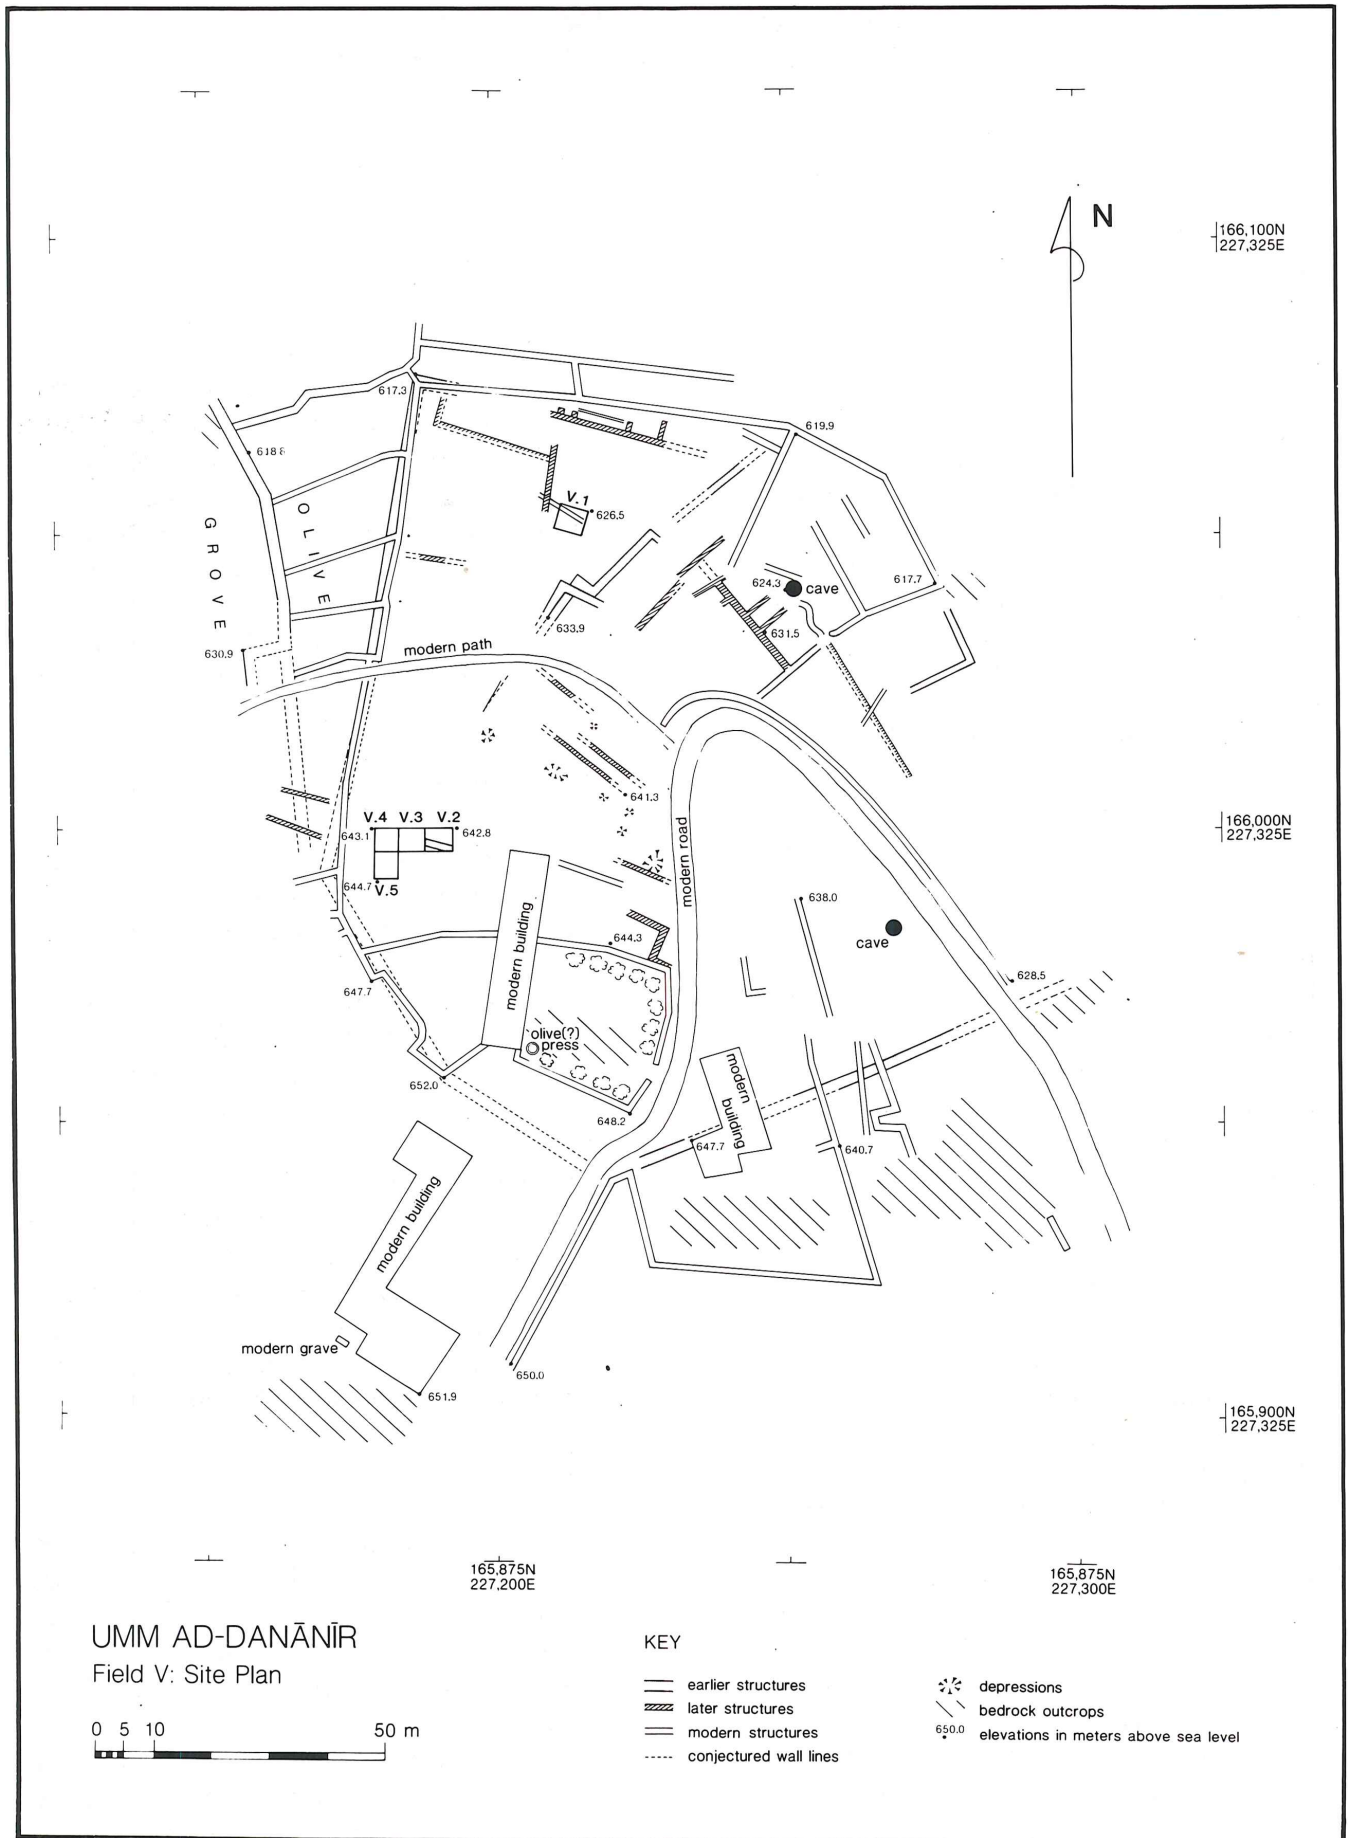 N
166,100N
227,325E
617.3
619.9
618.8
OLIVE
GROVE
V.1
626.5
624.3
cave
617.7
633.9
631.5
630.9
modern path
641.3
V.4 V.3 V.2
643.1
642.8
166,000N
227,325E
644.7
V.5
modern road
modern building
638.0
cave
644.3
628.5
647.7
olive(?)
press
652.0
648.2
modern
building
647.7
640.7
modern building
modern grave
650.0
651.9
165,900N
227,325E
165,875N
227,200E
165,875N
227,300E
UMM AD-DANĀNĪR
Field V: Site Plan
0 5 10 50 m
KEY
earlier structures
later structures
modern structures
conjectured wall lines
depressions
bedrock outcrops
650.0 elevations in meters above sea level